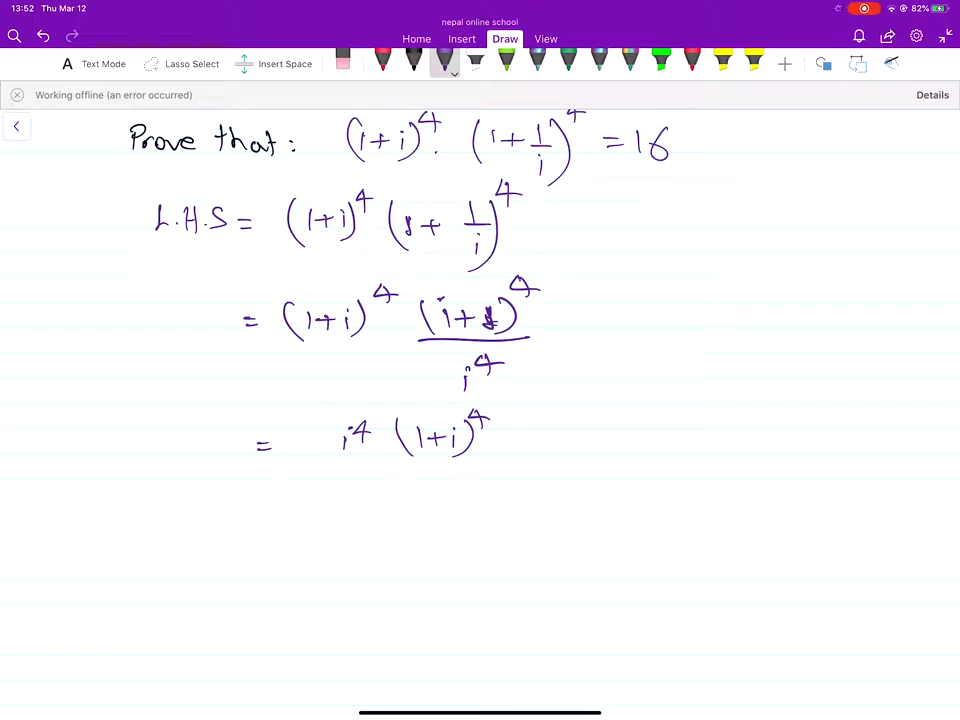 13:52 Thu Mar 12 82%
nepal online school
Home Insert Draw View
A Text Mode Lasso Select Insert Space
Working offline (an error occurred) Details
Prove that: (1+i)^4 . (1+1/i)^4 = 16
L.H.S = (1+i)^4 (1+1/i)^4
= (1+i)^4 (i+1)^4/i^4
= i^4 (1+i)^4